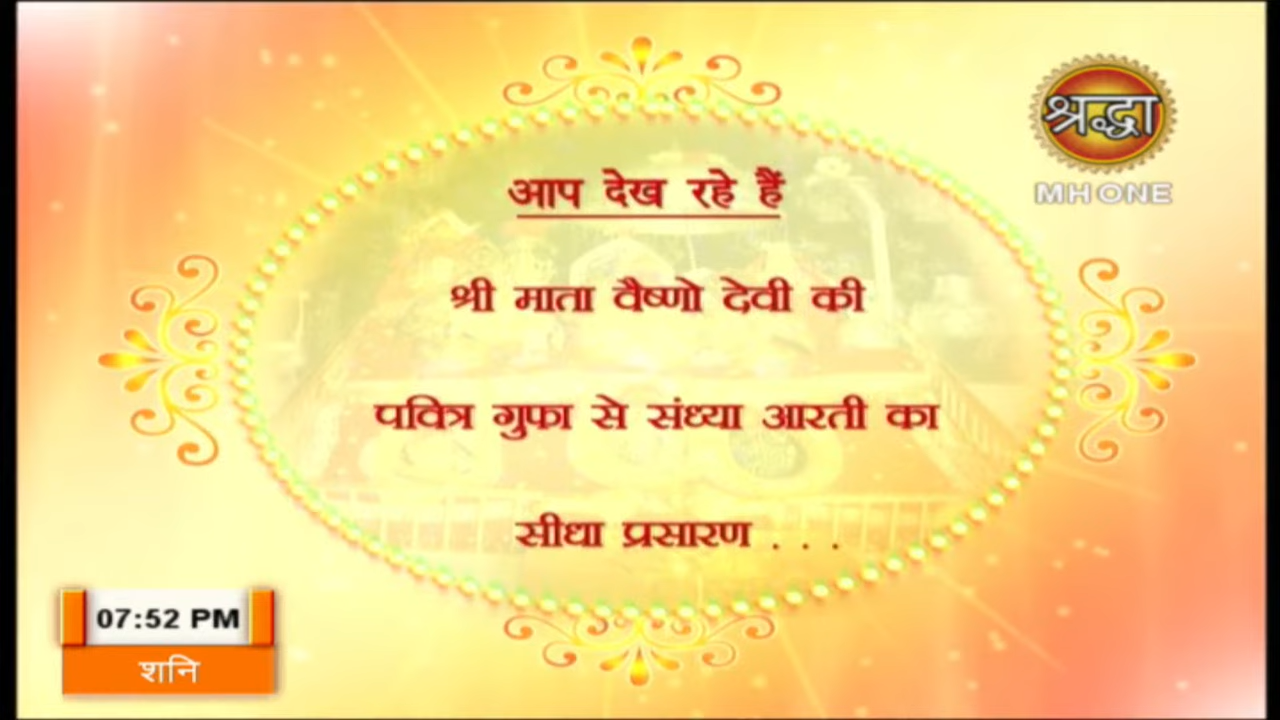 श्रद्धा
MH ONE
आप देख रहे हैं
श्री माता वैष्णो देवी की
पवित्र गुफा से संध्या आरती का
सीधा प्रसारण . . .
07:52 PM
शनि